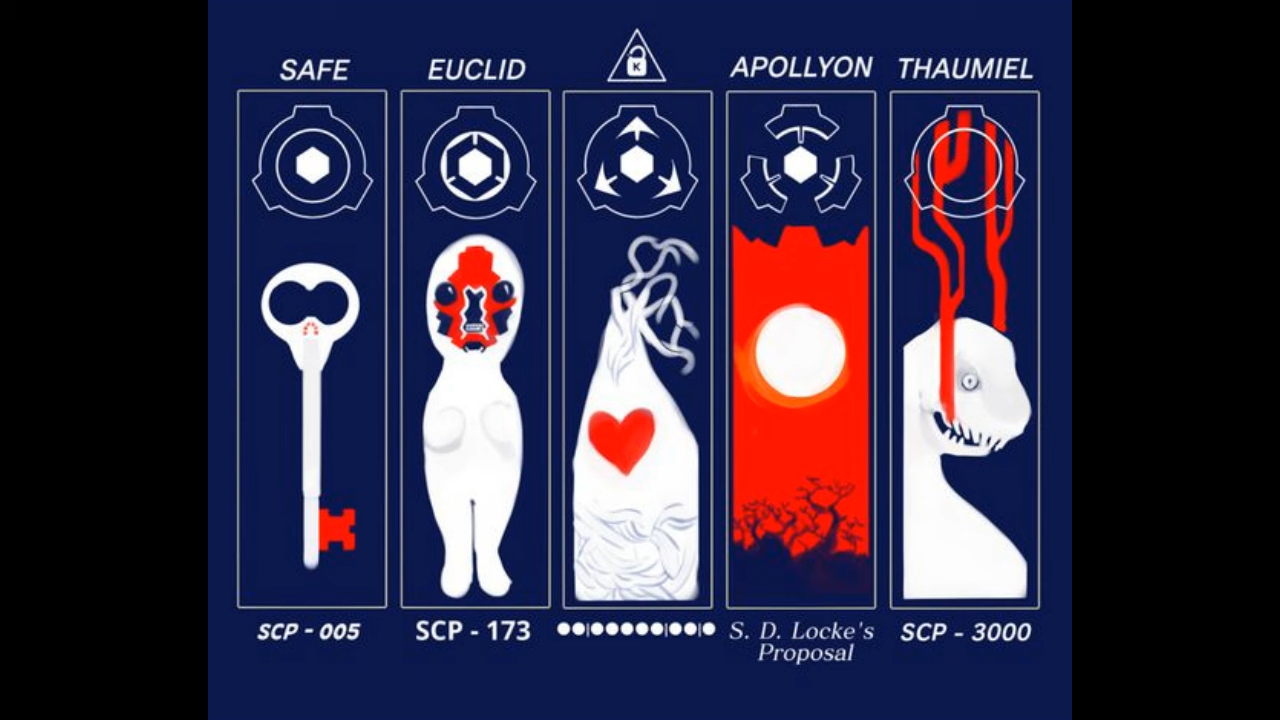 SAFE
EUCLID
K
APOLLYON
THAUMIEL
SCP - 005
SCP - 173
●●|●●●●●●|●●|●
S. D. Locke's
Proposal
SCP - 3000